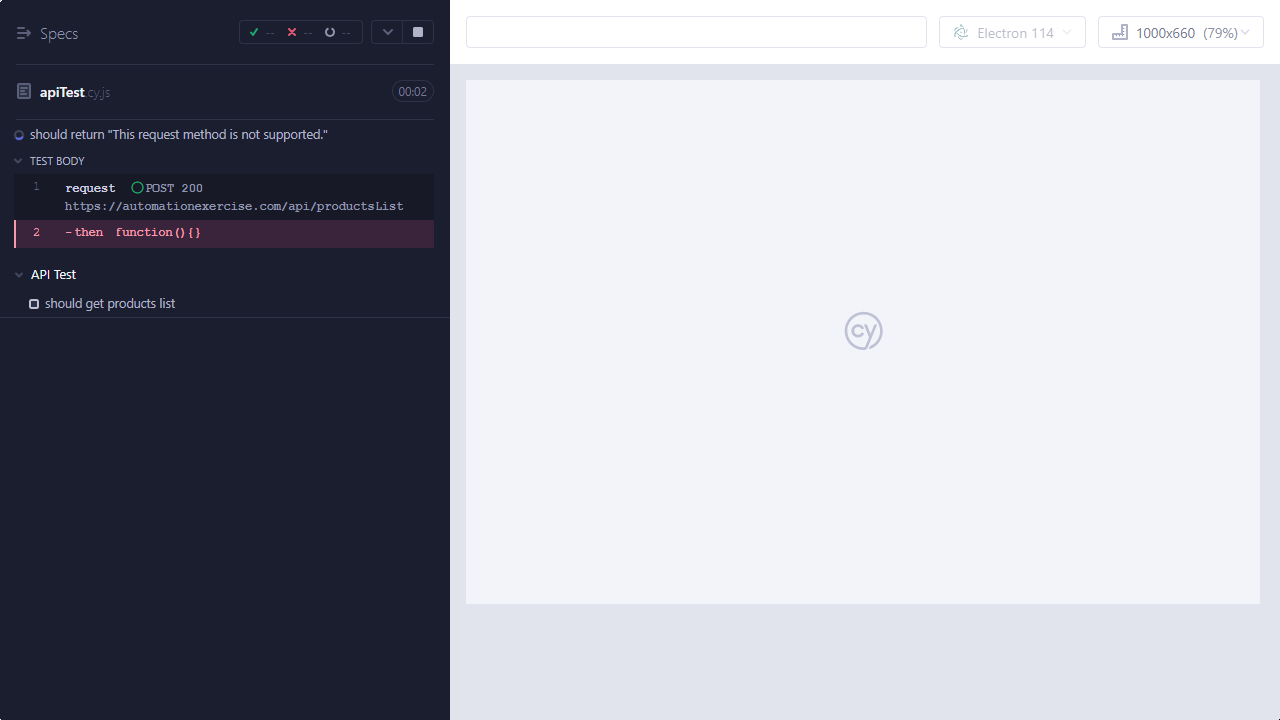 Specs
-- -- --
apiTest.cy.js
00:02
should return "This request method is not supported."
TEST BODY
1 request POST 200
https://automationexercise.com/api/productsList
2 -then function(){}
API Test
should get products list
Electron 114
1000x660 (79%)
cy